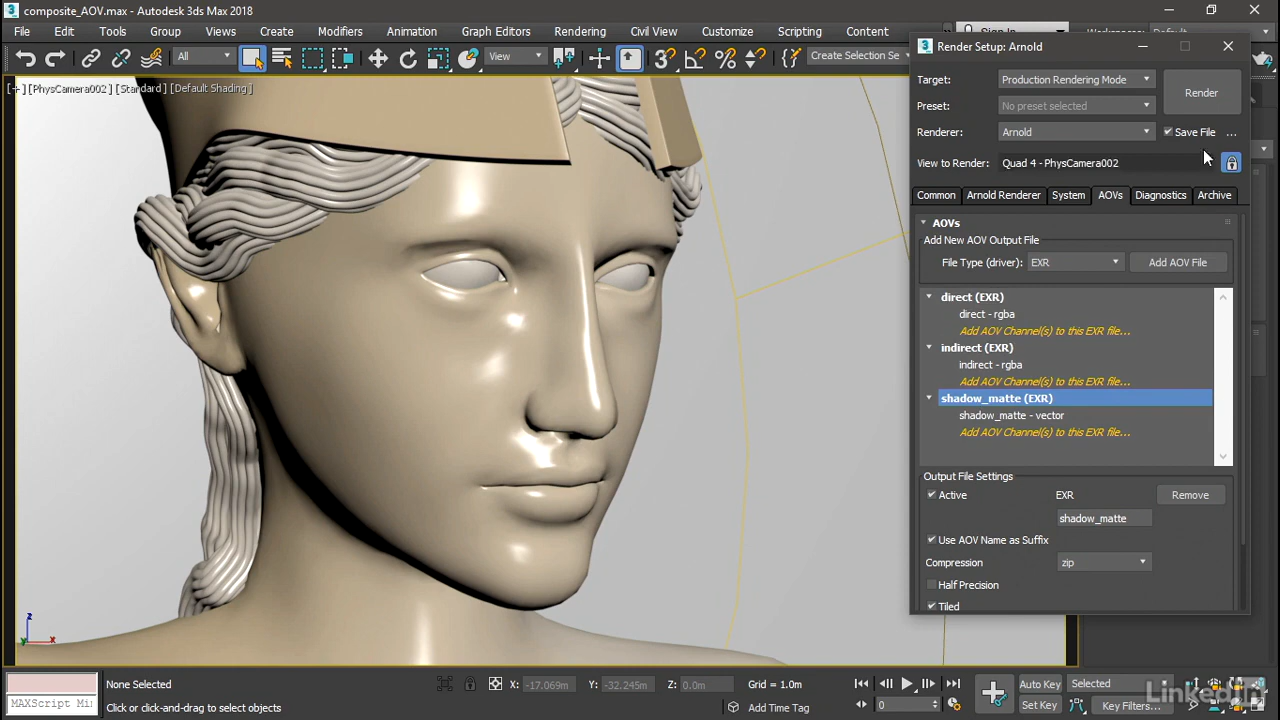 composite_AOV.max - Autodesk 3ds Max 2018
File Edit Tools Group Views Create Modifiers Animation Graph Editors Rendering Civil View Customize Scripting Content
All View Create Selection Se
[+] [PhysCamera002] [Standard] [Default Shading]
Render Setup: Arnold
Target: Production Rendering Mode
Render
Preset: No preset selected
Renderer: Arnold
Save File ...
View to Render: Quad 4 - PhysCamera002
Common Arnold Renderer System AOVs Diagnostics Archive
AOVs
Add New AOV Output File
File Type (driver): EXR Add AOV File
direct (EXR)
direct - rgba
Add AOV Channel(s) to this EXR file...
indirect (EXR)
indirect - rgba
Add AOV Channel(s) to this EXR file...
shadow_matte (EXR)
shadow_matte - vector
Add AOV Channel(s) to this EXR file...
Output File Settings
Active EXR Remove
shadow_matte
Use AOV Name as Suffix
Compression zip
Half Precision
Tiled
z
y x
None Selected
X: -17.069m Y: -32.245m Z: 0.0m Grid = 1.0m
Auto Key Selected
MAXScript Mi
Click or click-and-drag to select objects
Add Time Tag
0
Set Key Key Filters...
LinkedIn